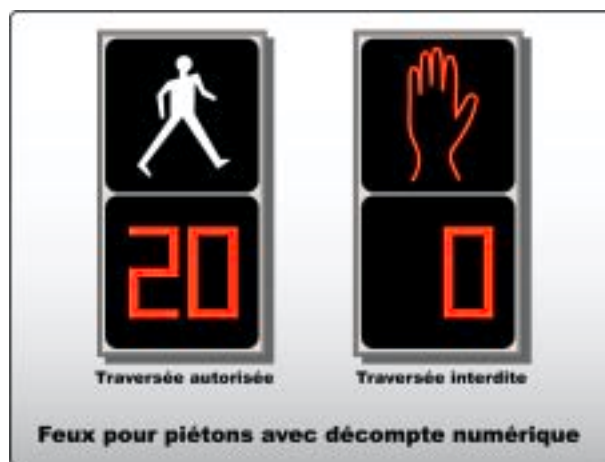 20
0
Traversée autorisée
Traversée interdite
Feux pour piétons avec décompte numérique